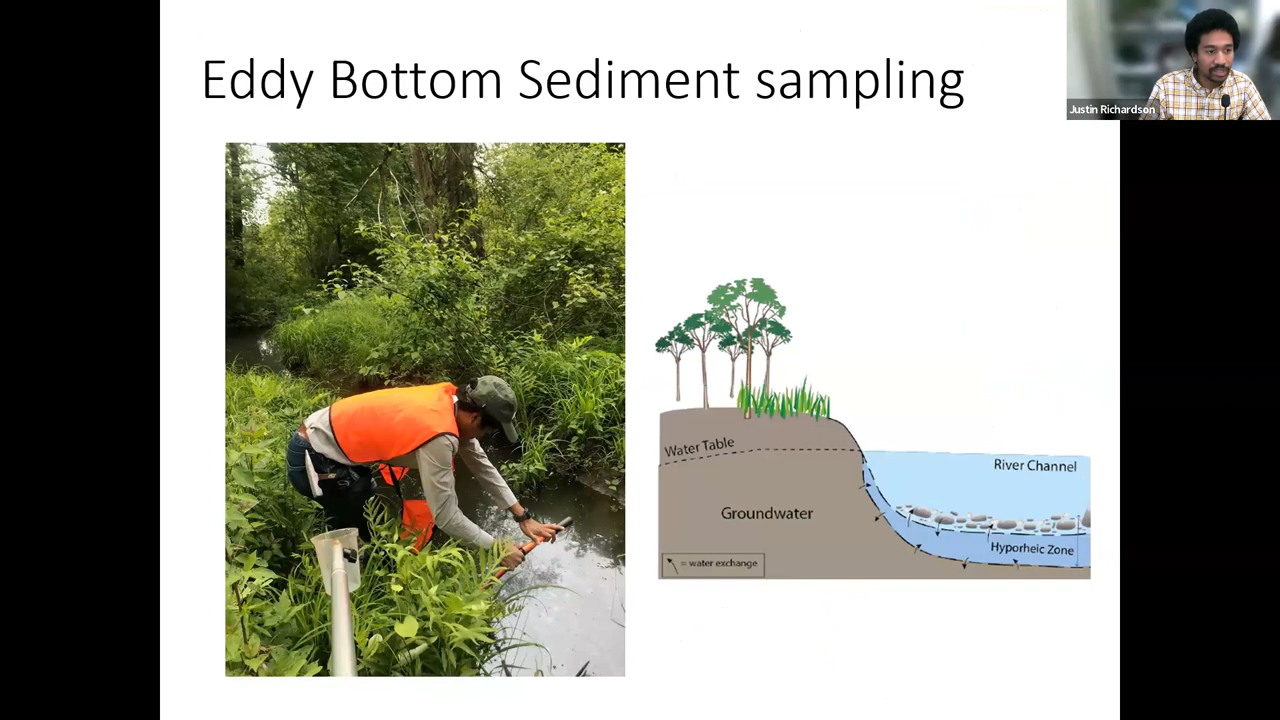 Eddy Bottom Sediment sampling
Justin Richardson
Water Table
River Channel
Groundwater
Hyporheic Zone
= water exchange